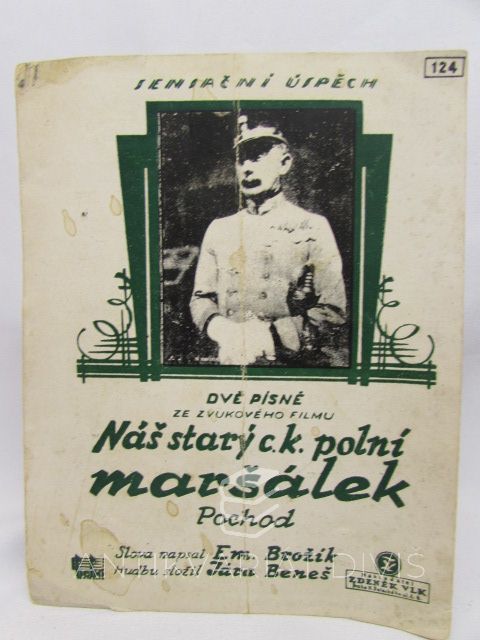 124
SENSAČNÍ ÚSPĚCH
DVĚ PÍSNĚ
ZE ZVUKOVÉHO FILMU
Náš starý c.k. polní
maršálek
Pochod
Slova napsal Em. Brožík
hudbu složil Jára Beneš
Nakladatel
ZDENĚK VLK